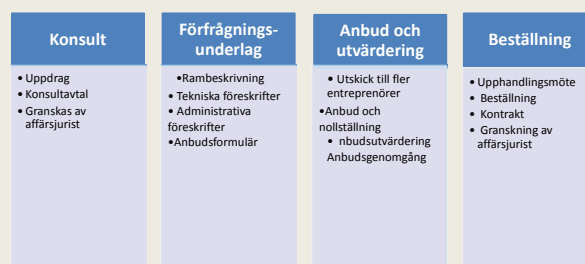 Konsult
• Uppdrag
• Konsultavtal
• Granskas av
affärsjurist
Förfrågnings-
underlag
•Rambeskrivning
• Tekniska föreskrifter
• Administrativa
föreskrifter
•Anbudsformulär
Anbud och
utvärdering
• Utskick till fler
entreprenörer
•Anbud och
nollställning
• nbudsutvärdering
Anbudsgenomgång
Beställning
•Upphandlingsmöte
• Beställning
• Kontrakt
• Granskning av
affärsjurist